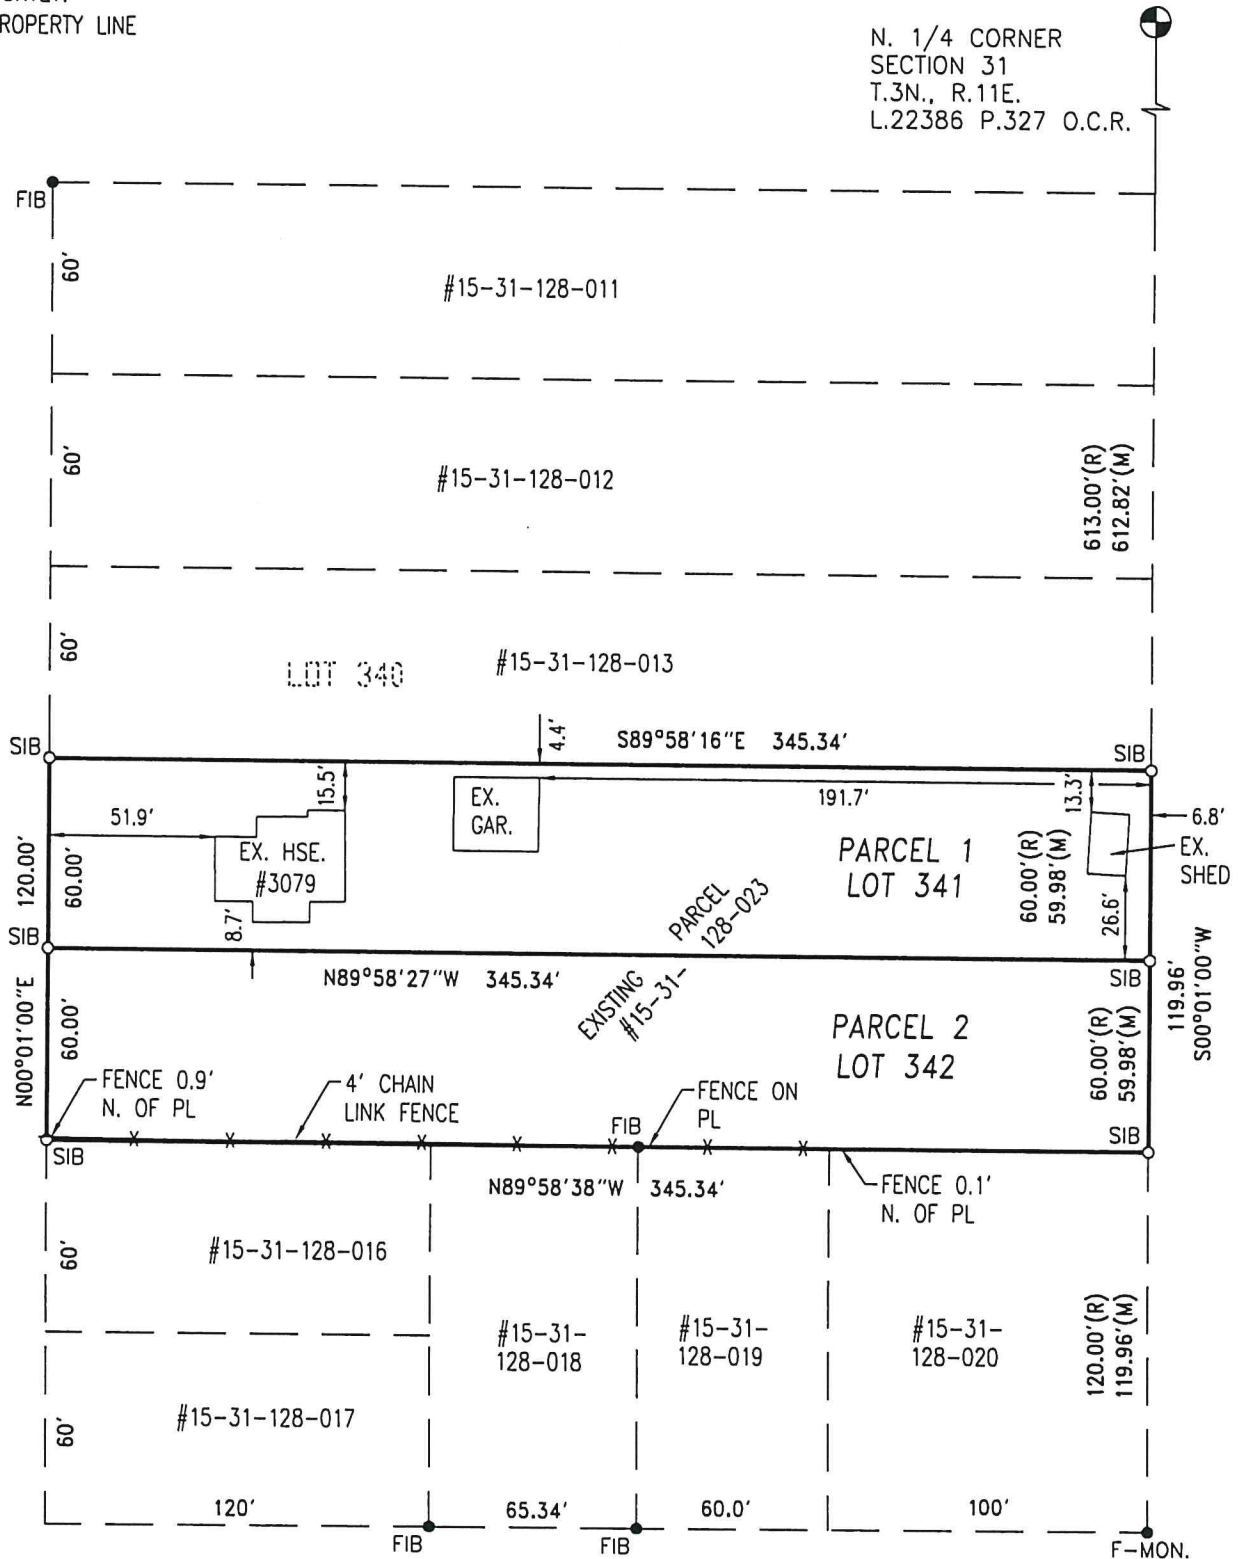 ROPERTY LINE
N. 1/4 CORNER
SECTION 31
T.3N., R.11E.
L.22386 P.327 O.C.R.
FIB
60'
#15-31-128-011
60'
#15-31-128-012
613.00'(R)
612.82'(M)
60'
LOT 340
#15-31-128-013
SIB
4.4'
S89°58'16"E 345.34'
SIB
15.5'
EX.
GAR.
191.7'
13.3'
51.9'
6.8'
EX. HSE.
#3079
PARCEL 1
LOT 341
EX.
SHED
120.00'
60.00'
60.00'(R)
59.98'(M)
26.6'
8.7'
SIB
N89°58'27"W 345.34'
EXISTING PARCEL
#15-31-128-023
SIB
N00°01'00"E
60.00'
PARCEL 2
LOT 342
60.00'(R)
59.98'(M)
119.96'
S00°01'00"W
FENCE 0.9'
N. OF PL
4' CHAIN
LINK FENCE
FIB
FENCE ON
PL
SIB
SIB
N89°58'38"W 345.34'
FENCE 0.1'
N. OF PL
60'
#15-31-128-016
#15-31-
128-018
#15-31-
128-019
#15-31-
128-020
120.00'(R)
119.96'(M)
60'
#15-31-128-017
120'
65.34'
60.0'
100'
FIB
FIB
F-MON.